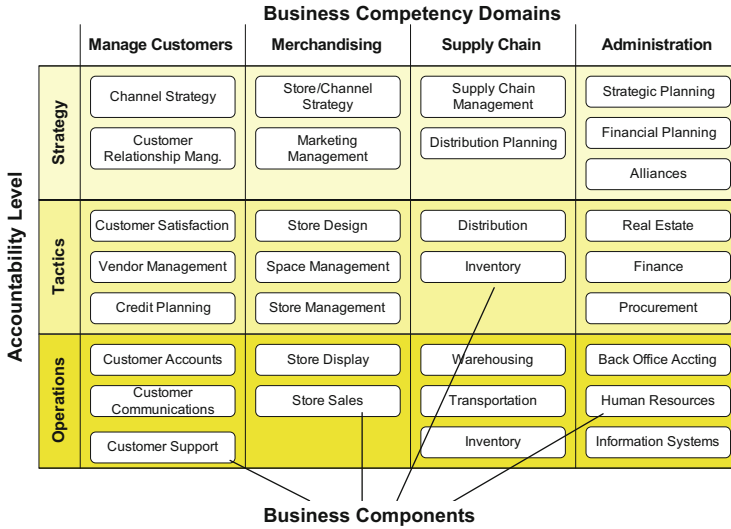 Business Competency Domains
Manage Customers
Merchandising
Supply Chain
Administration
Accountability Level
Strategy
Channel Strategy
Customer
Relationship Mang.
Store/Channel
Strategy
Marketing
Management
Supply Chain
Management
Distribution Planning
Strategic Planning
Financial Planning
Alliances
Tactics
Customer Satisfaction
Vendor Management
Credit Planning
Store Design
Space Management
Store Management
Distribution
Inventory
Real Estate
Finance
Procurement
Operations
Customer Accounts
Customer
Communications
Customer Support
Store Display
Store Sales
Warehousing
Transportation
Inventory
Back Office Accting
Human Resources
Information Systems
Business Components